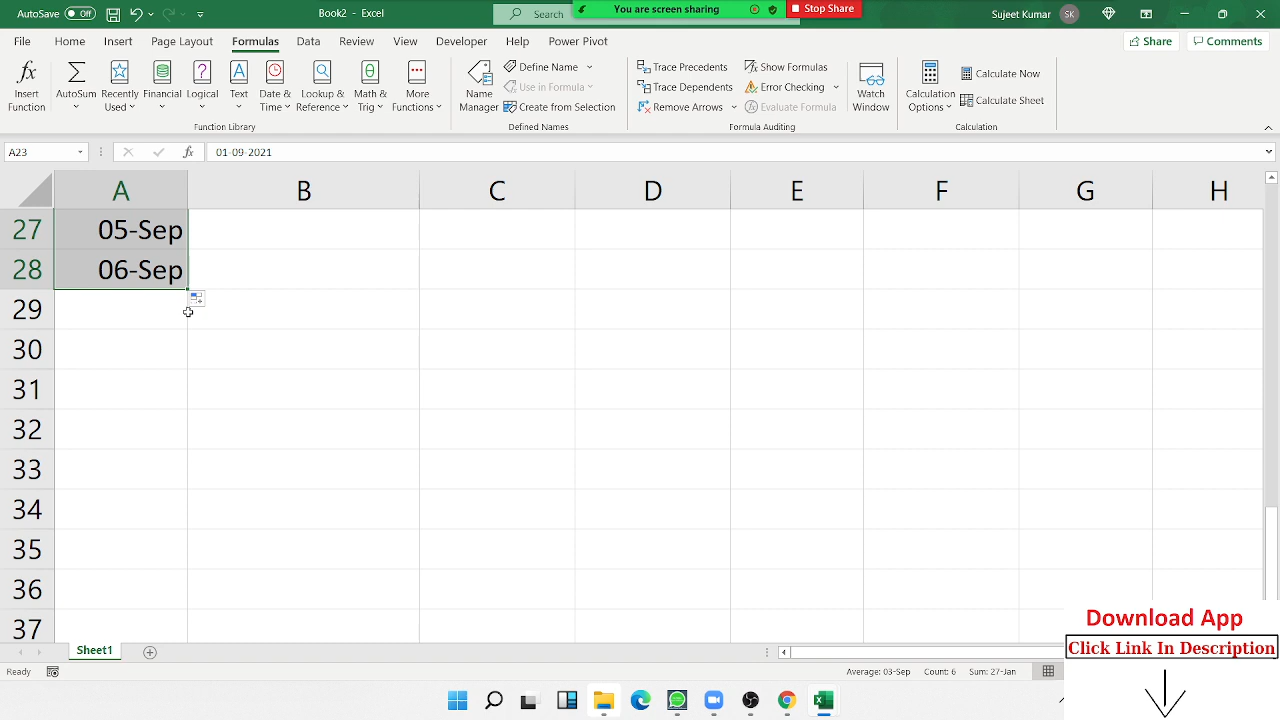 AutoSave Off
Book2 - Excel
Search
You are screen sharing
Stop Share
Sujeet Kumar
SK
File Home Insert Page Layout Formulas Data Review View Developer Help Power Pivot
Share
Comments
Insert Function
AutoSum
Recently Used
Financial
Logical
Text
Date & Time
Lookup & Reference
Math & Trig
More Functions
Function Library
Name Manager
Define Name
Use in Formula
Create from Selection
Defined Names
Trace Precedents
Trace Dependents
Remove Arrows
Show Formulas
Error Checking
Evaluate Formula
Watch Window
Formula Auditing
Calculation Options
Calculate Now
Calculate Sheet
Calculation
A23
fx
01-09-2021
A B C D E F G H
27 05-Sep
28 06-Sep
29
30
31
32
33
34
35
36
37
Sheet1
Ready
Average: 03-Sep Count: 6 Sum: 27-Jan
Download App
Click Link In Description